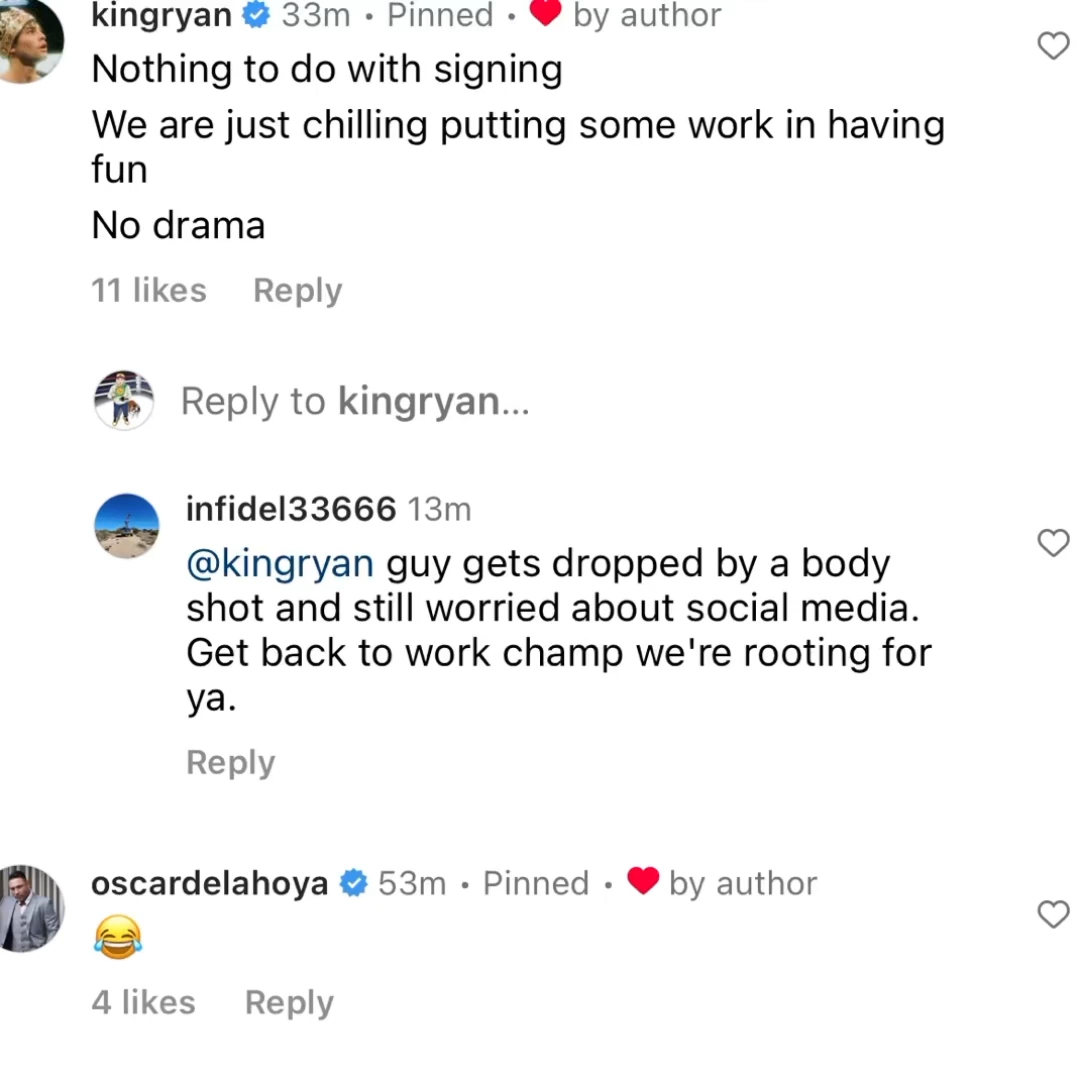 kingryan 33m • Pinned • ❤️ by author
Nothing to do with signing
We are just chilling putting some work in having
fun
No drama
11 likes Reply
Reply to kingryan...
infidel33666 13m
@kingryan guy gets dropped by a body
shot and still worried about social media.
Get back to work champ we're rooting for
ya.
Reply
oscardelahoya 53m • Pinned • ❤️ by author
😂
4 likes Reply